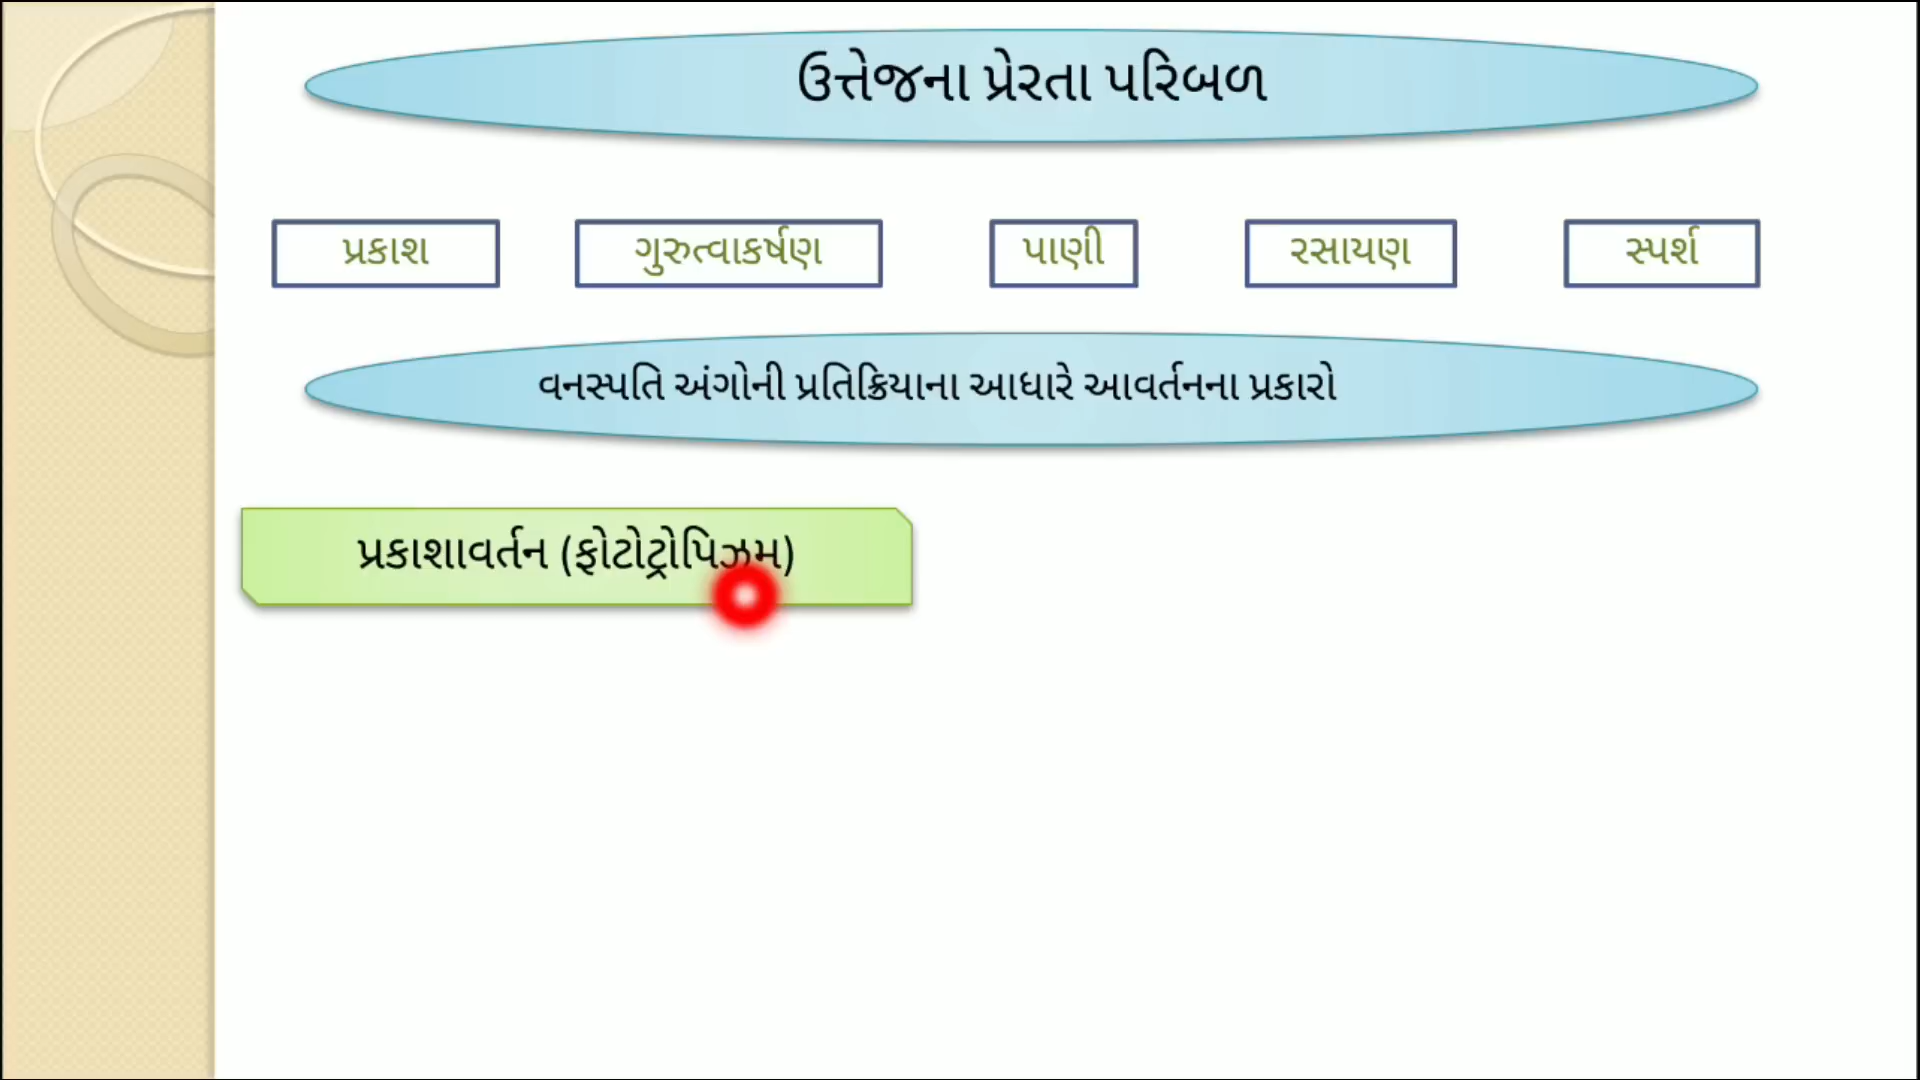 ઉત્તેજના પ્રેરતા પરિબળ
પ્રકાશ ગુરુત્વાકર્ષણ પાણી રસાયણ સ્પર્શ
વનસ્પતિ અંગોની પ્રતિક્રિયાના આધારે આવર્તનના પ્રકારો
પ્રકાશાવર્તન (ફોટોટ્રોપિઝમ)